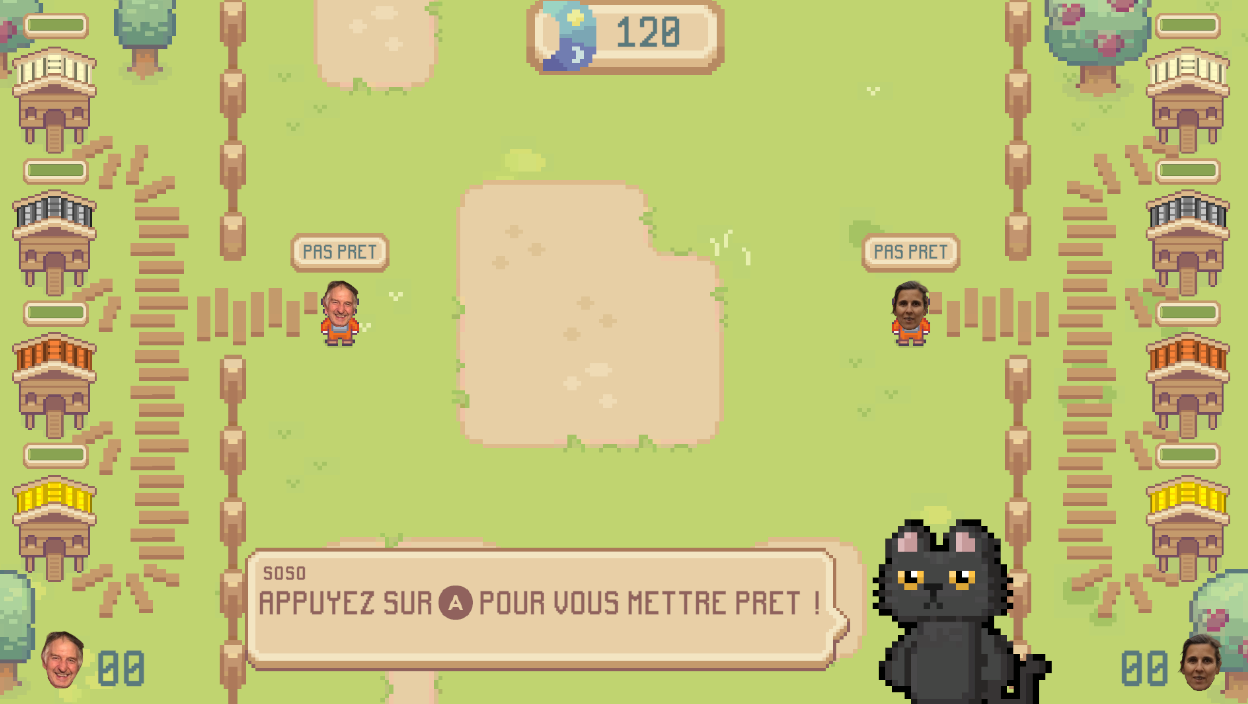 120
PAS PRET
PAS PRET
SOSO
APPUYEZ SUR A POUR VOUS METTRE PRET !
00
00